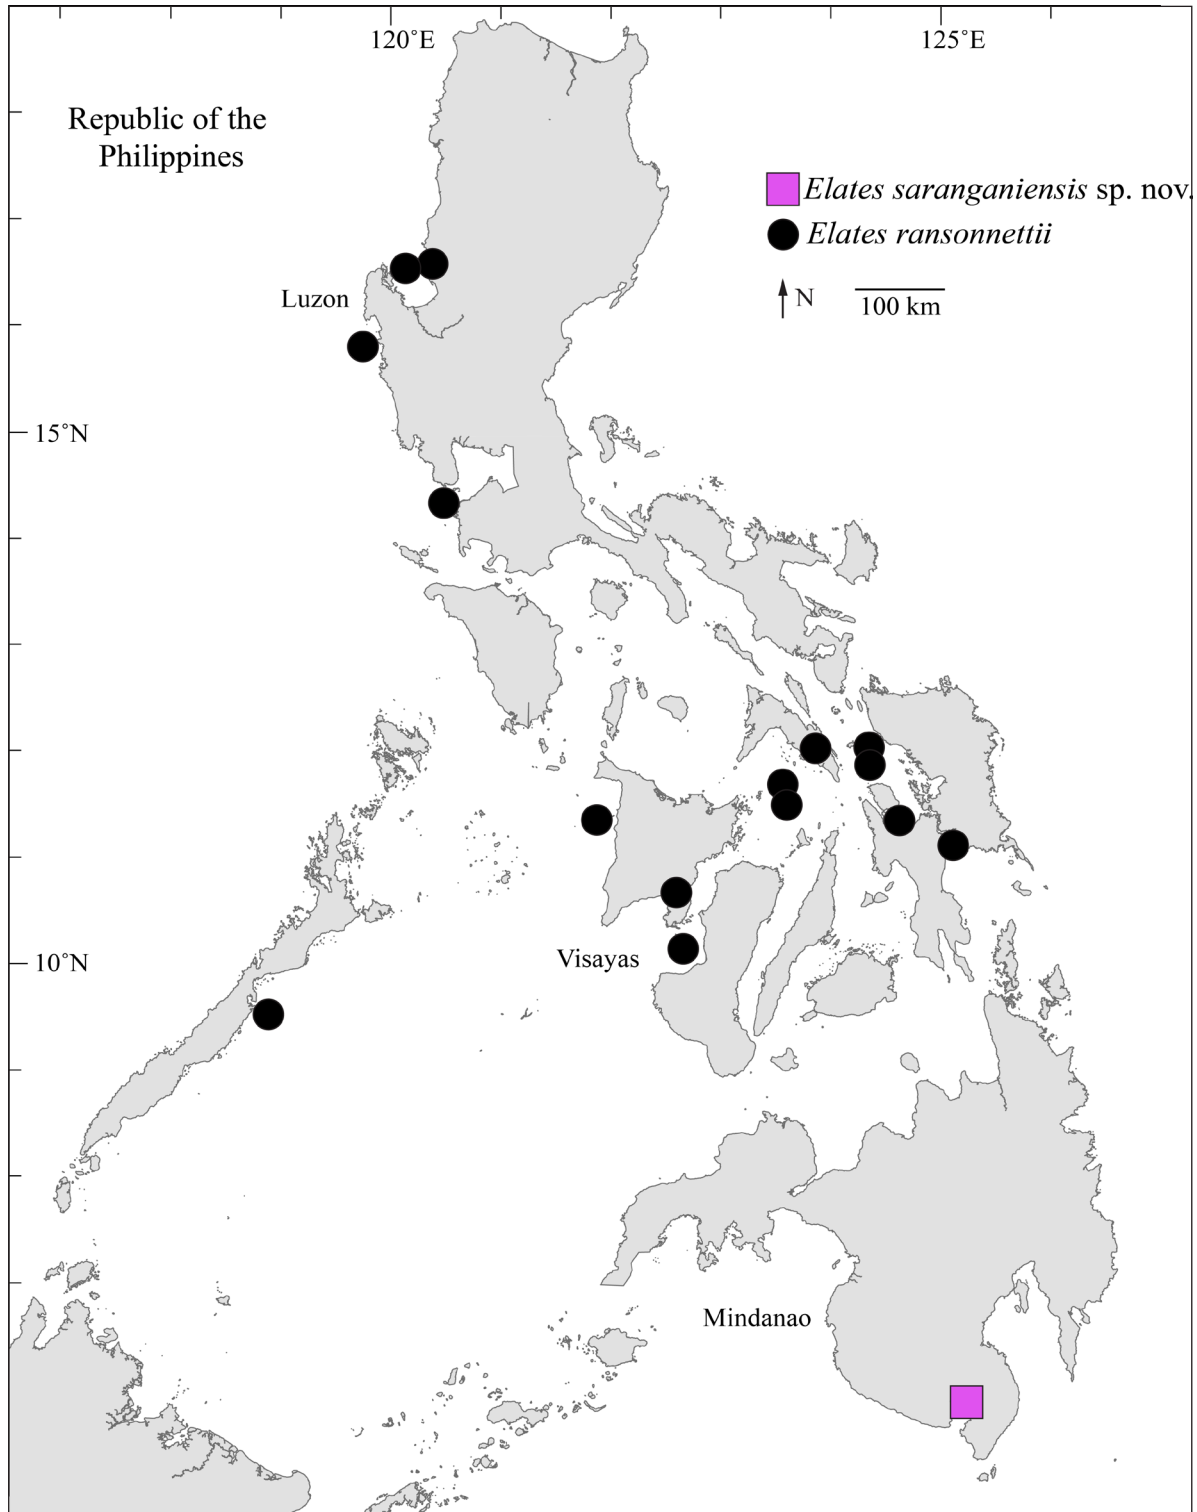 120°E
125°E
Republic of the
Philippines
Elates saranganiensis sp. nov.
Elates ransonnettii
N
100 km
Luzon
15°N
Visayas
10°N
Mindanao